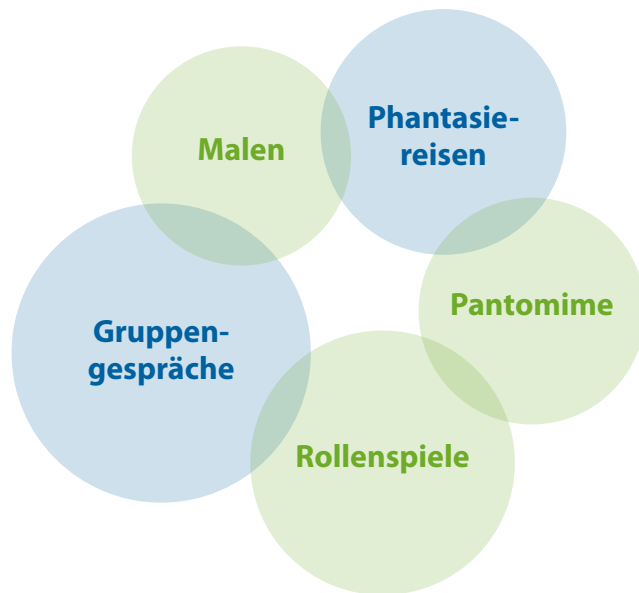 Malen
Phantasie-
reisen
Pantomime
Gruppen-
gespräche
Rollenspiele